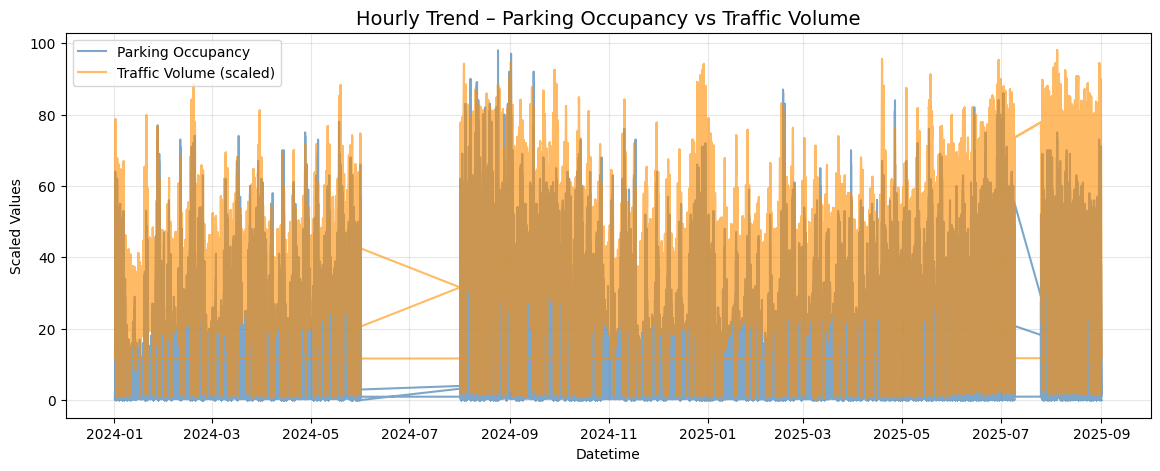 Hourly Trend – Parking Occupancy vs Traffic Volume
Parking Occupancy
Traffic Volume (scaled)
Scaled Values
100
80
60
40
20
0
2024-01 2024-03 2024-05 2024-07 2024-09 2024-11 2025-01 2025-03 2025-05 2025-07 2025-09
Datetime